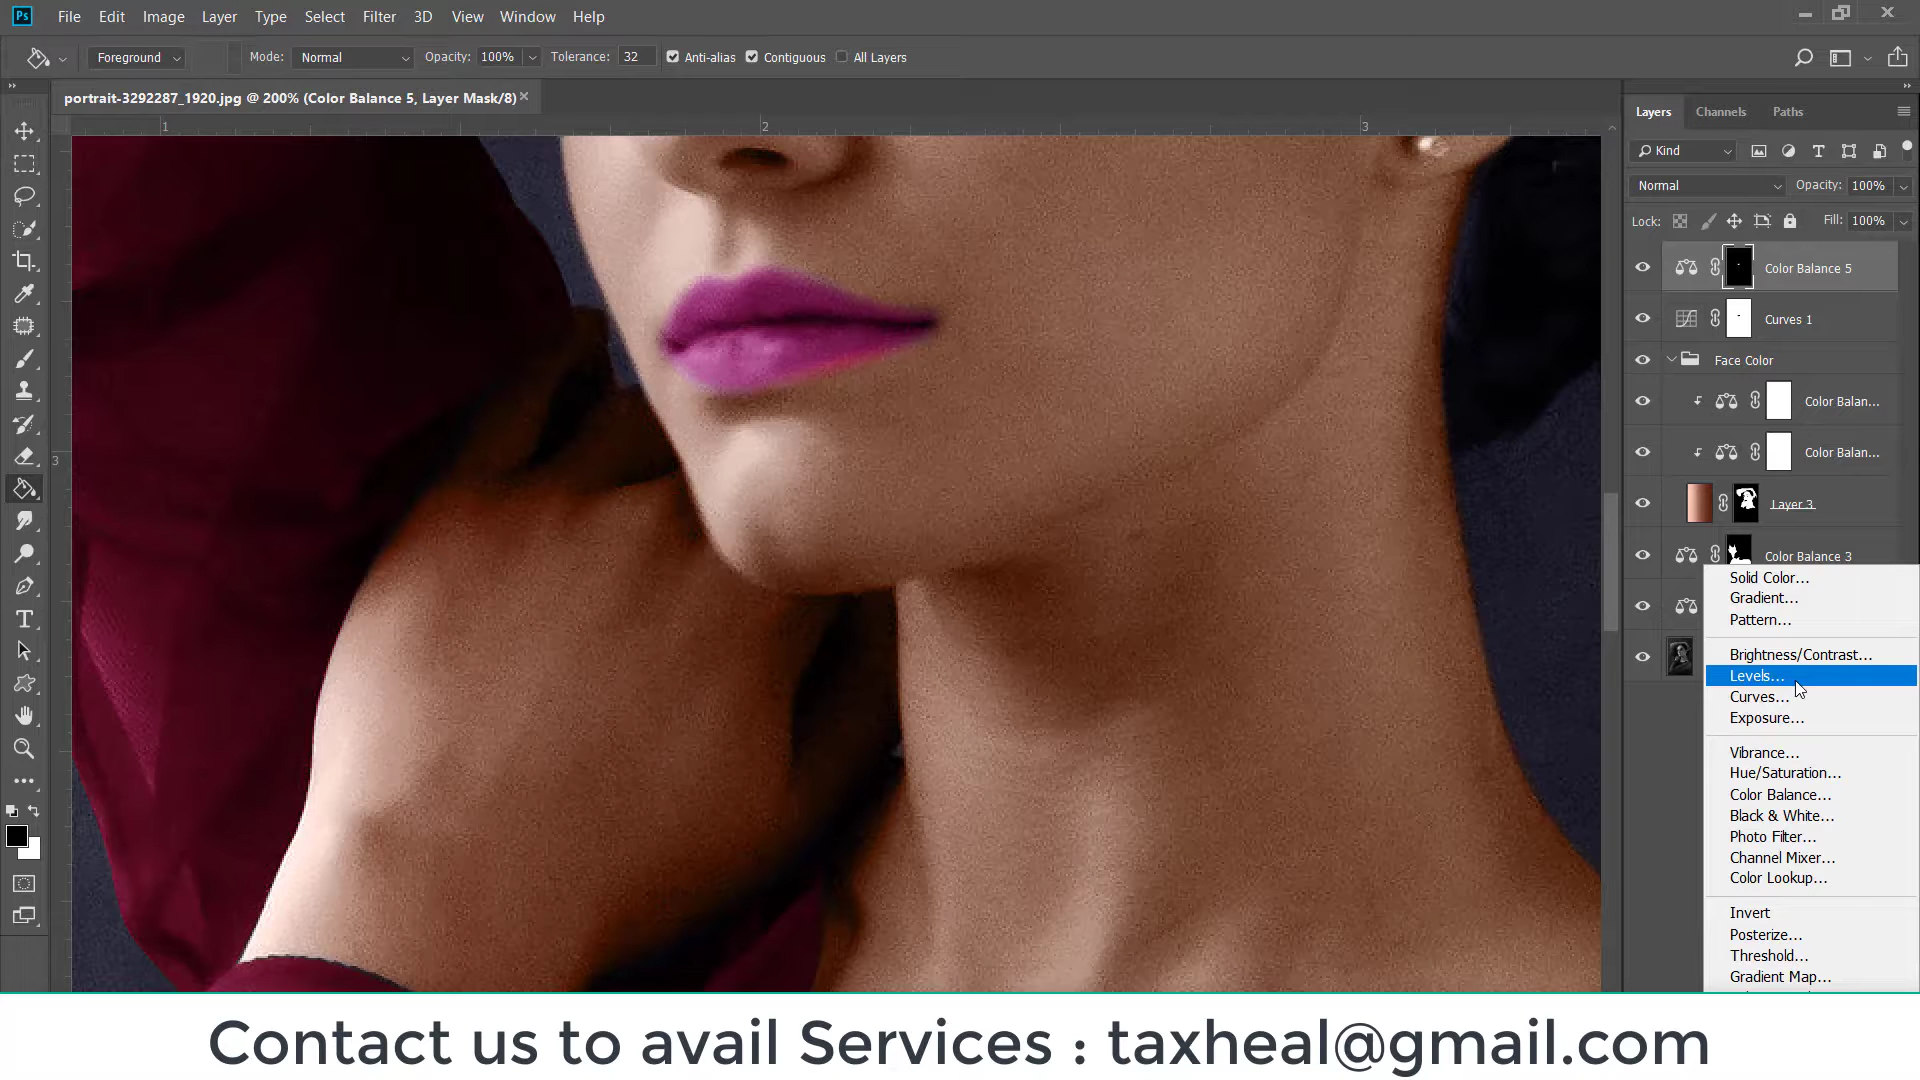 Ps File Edit Image Layer Type Select Filter 3D View Window Help
Foreground Mode: Normal Opacity: 100% Tolerance: 32 Anti-alias Contiguous All Layers
portrait-3292287_1920.jpg @ 200% (Color Balance 5, Layer Mask/8)
1 2 3
3
Layers Channels Paths
Kind
Normal Opacity: 100%
Lock: Fill: 100%
Color Balance 5
Curves 1
Face Color
Color Balan...
Color Balan...
Layer 3
Color Balance 3
Solid Color...
Gradient...
Pattern...
Brightness/Contrast...
Levels...
Curves...
Exposure...
Vibrance...
Hue/Saturation...
Color Balance...
Black & White...
Photo Filter...
Channel Mixer...
Color Lookup...
Invert
Posterize...
Threshold...
Gradient Map...
Contact us to avail Services : taxheal@gmail.com